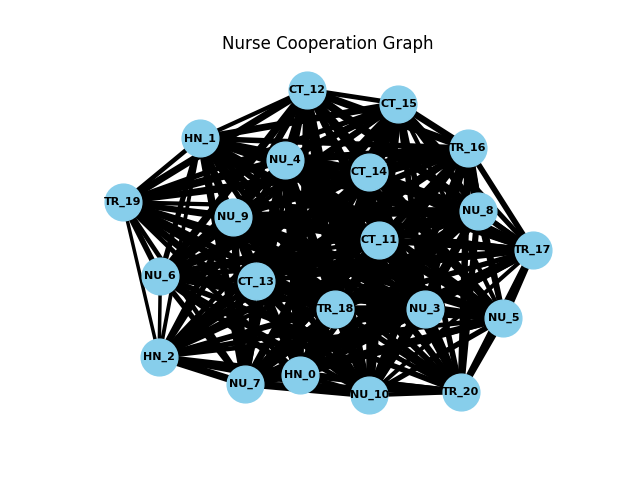 Nurse Cooperation Graph
CT_12
CT_15
HN_1
TR_16
NU_4
CT_14
TR_19
NU_8
NU_9
CT_11
TR_17
NU_6
CT_13
TR_18
NU_3
NU_5
HN_2
HN_0
NU_7
TR_20
NU_10